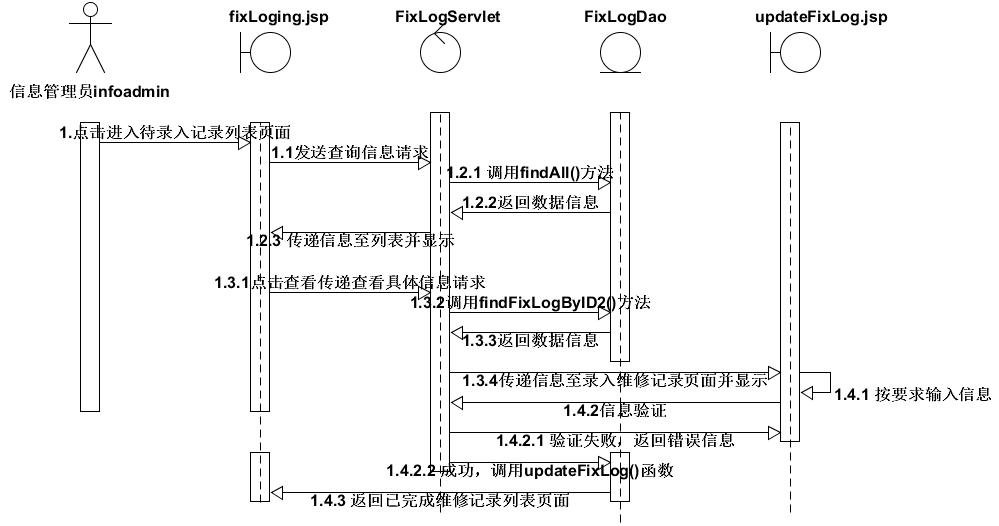 fixLoging.jsp
FixLogServlet
FixLogDao
updateFixLog.jsp
信息管理员infoadmin
1.点击进入待录入记录列表页面
1.1发送查询信息请求
1.2.1 调用findAll()方法
1.2.2返回数据信息
1.2.3 传递信息至列表并显示
1.3.1点击查看传递查看具体信息请求
1.3.2调用findFixLogByID2()方法
1.3.3返回数据信息
1.3.4传递信息至录入维修记录页面并显示
1.4.1 按要求输入信息
1.4.2信息验证
1.4.2.1 验证失败，返回错误信息
1.4.2.2 成功，调用updateFixLog()函数
1.4.3 返回已完成维修记录列表页面